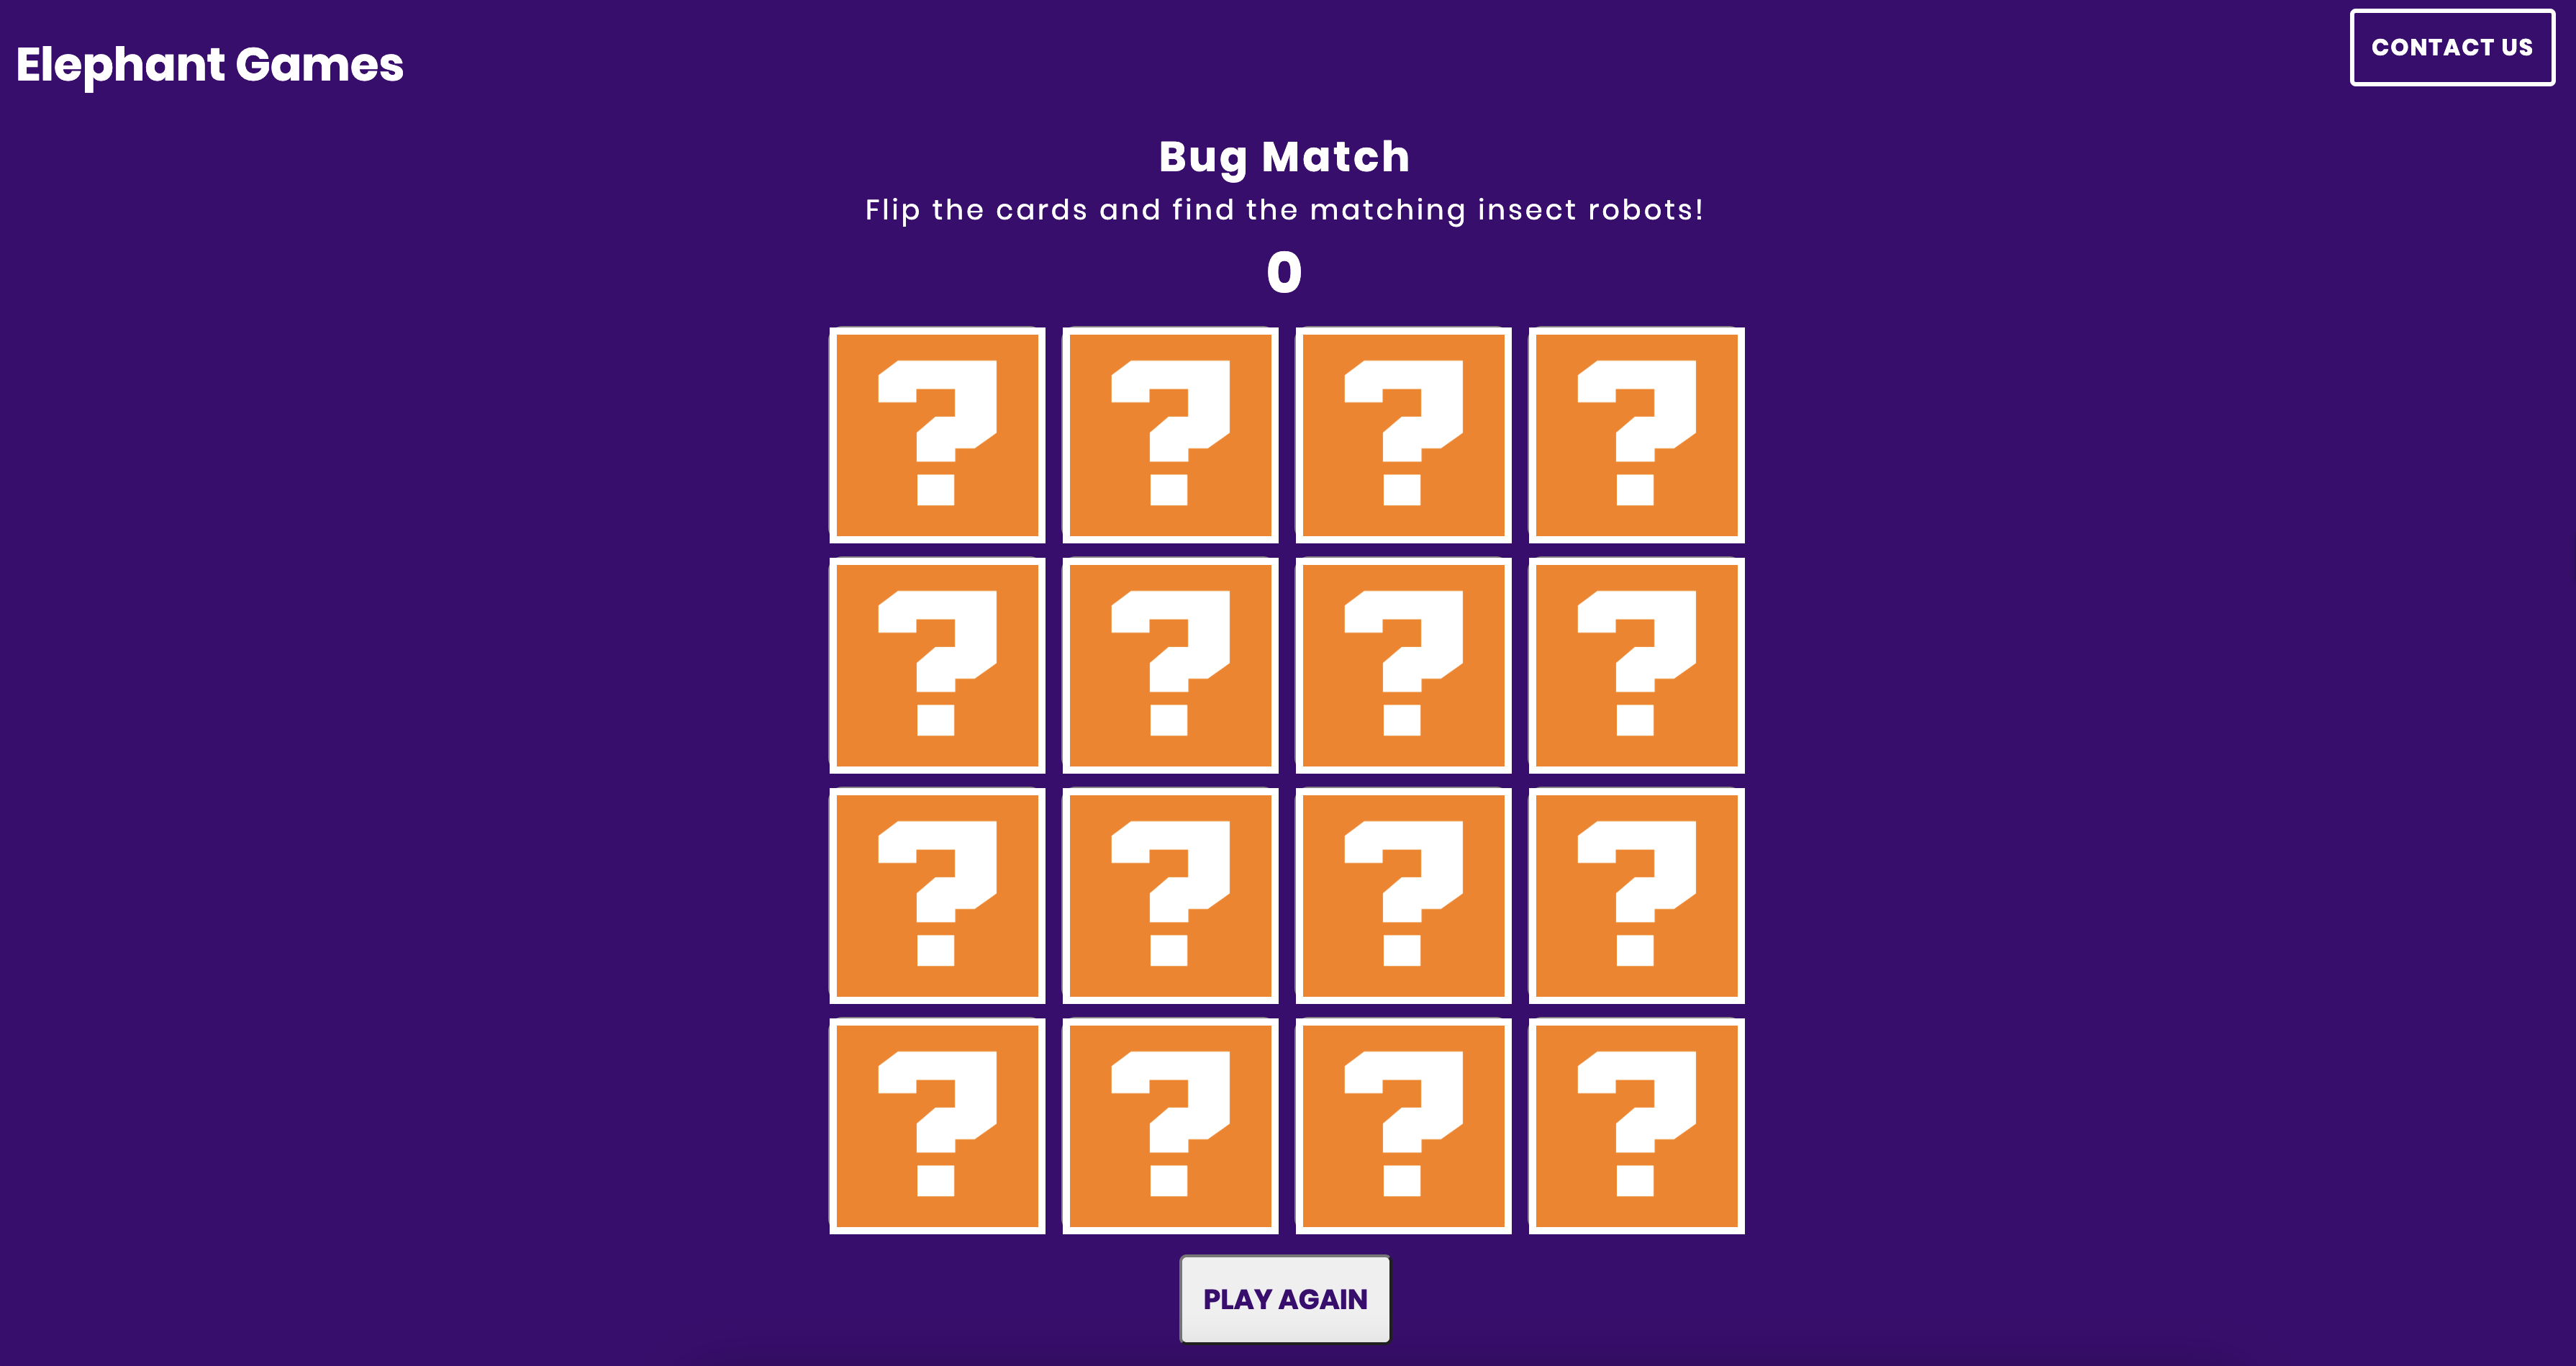 Elephant Games
CONTACT US
Bug Match
Flip the cards and find the matching insect robots!
0
? ? ? ?
? ? ? ?
? ? ? ?
? ? ? ?
PLAY AGAIN